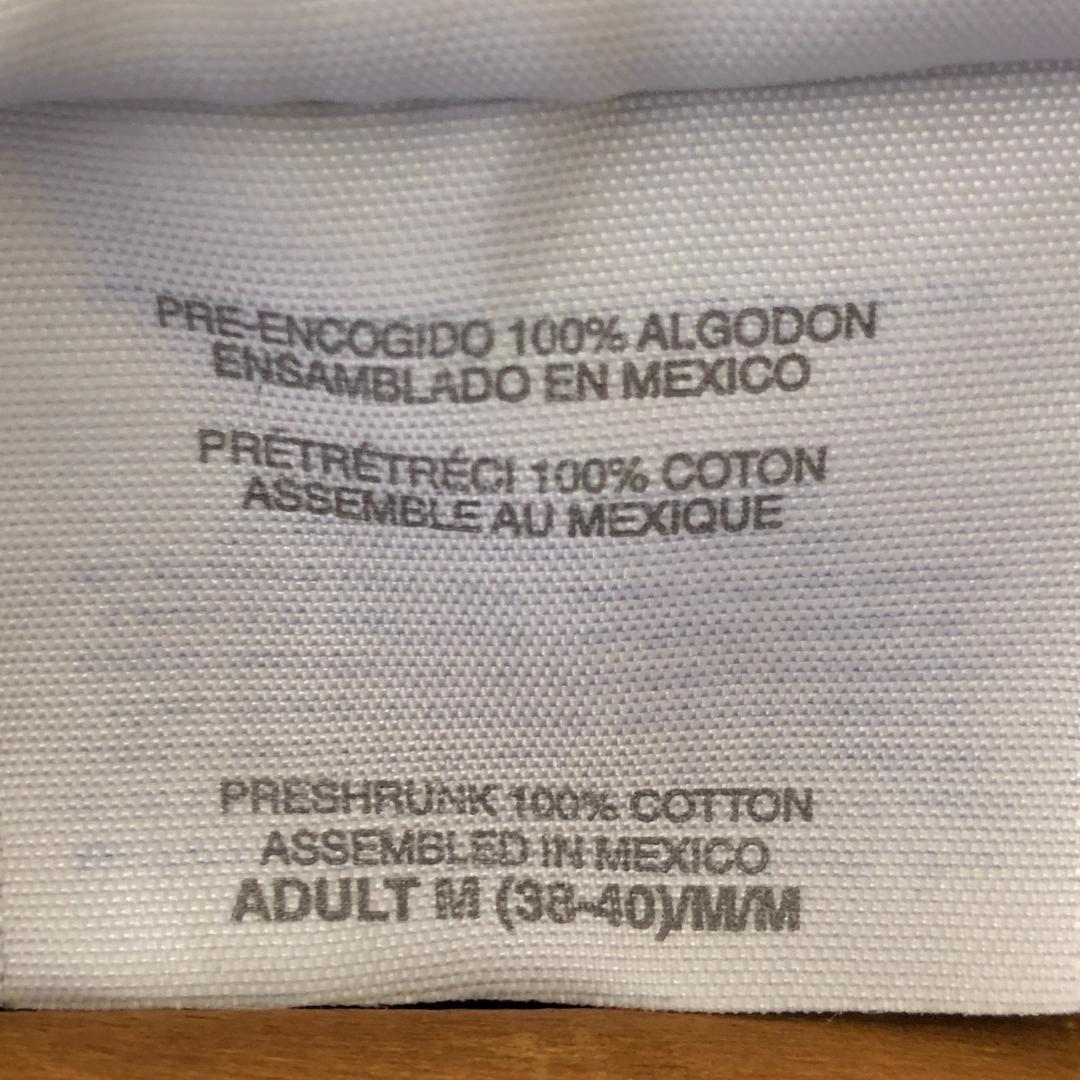 PRE-ENCOGIDO 100% ALGODON
ENSAMBLADO EN MEXICO
PRÉTRÉTRÉCI 100% COTON
ASSEMBLE AU MEXIQUE
PRESHRUNK 100% COTTON
ASSEMBLED IN MEXICO
ADULT M (38-40)/M/M